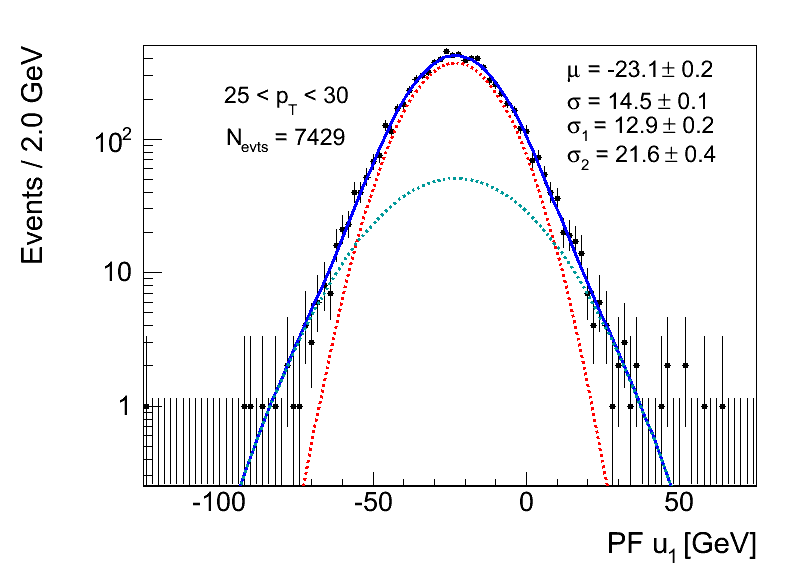 Events / 2.0 GeV
25 < p_T < 30
N_evts = 7429
μ = -23.1 ± 0.2
σ = 14.5 ± 0.1
σ_1 = 12.9 ± 0.2
σ_2 = 21.6 ± 0.4
10^2
10
1
-100 -50 0 50
PF u_1 [GeV]